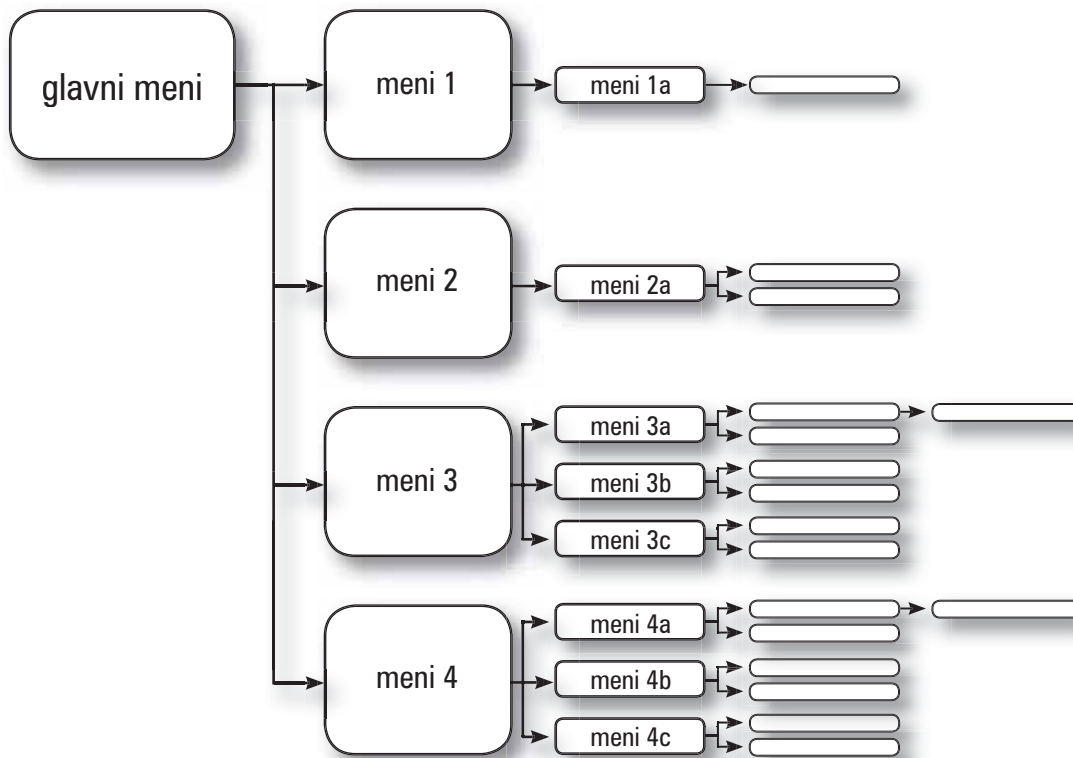 glavni meni
meni 1
meni 1a
meni 2
meni 2a
meni 3
meni 3a
meni 3b
meni 3c
meni 4
meni 4a
meni 4b
meni 4c